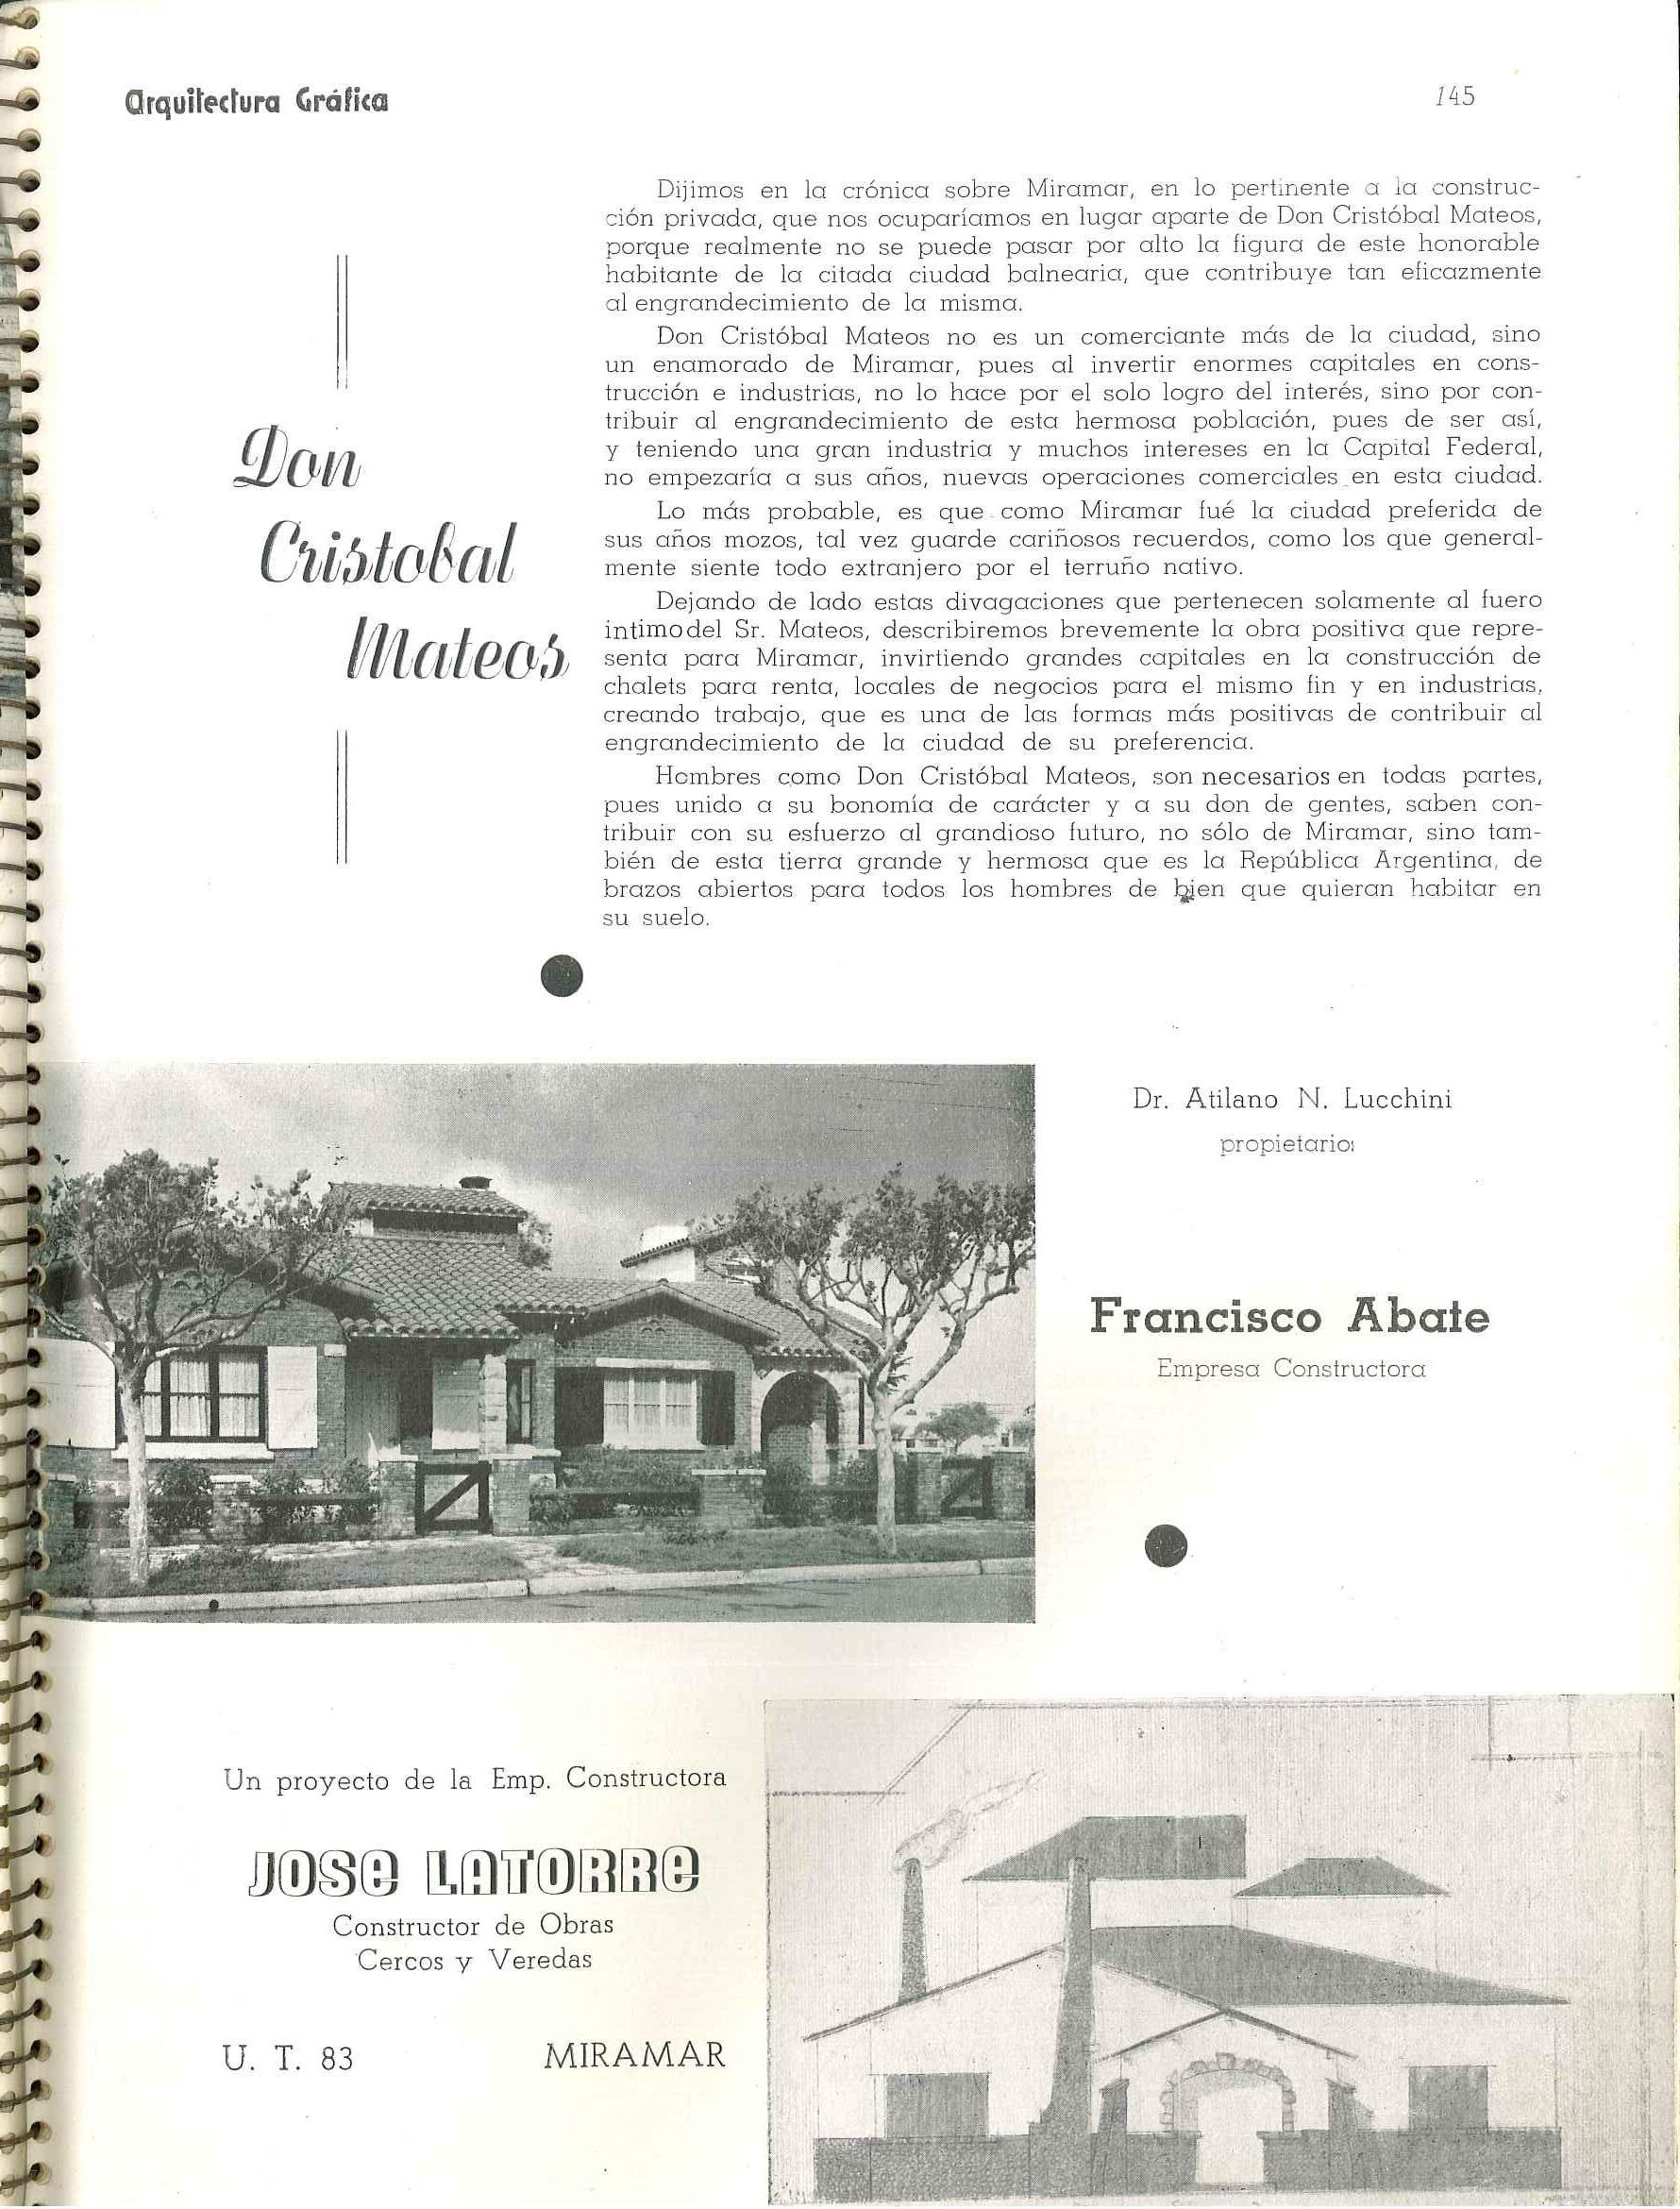 Arquitectura Gráfica
145
Don
Cristobal
Mateos
Dijimos en la crónica sobre Miramar, en lo pertinente a la construc-
ción privada, que nos ocuparíamos en lugar aparte de Don Cristóbal Mateos,
porque realmente no se puede pasar por alto la figura de este honorable
habitante de la citada ciudad balnearia, que contribuye tan eficazmente
al engrandecimiento de la misma.
Don Cristóbal Mateos no es un comerciante más de la ciudad, sino
un enamorado de Miramar, pues al invertir enormes capitales en cons-
trucción e industrias, no lo hace por el solo logro del interés, sino por con-
tribuir al engrandecimiento de esta hermosa población, pues de ser así,
y teniendo una gran industria y muchos intereses en la Capital Federal,
no empezaría a sus años, nuevas operaciones comerciales en esta ciudad.
Lo más probable, es que como Miramar fué la ciudad preferida de
sus años mozos, tal vez guarde cariñosos recuerdos, como los que general-
mente siente todo extranjero por el terruño nativo.
Dejando de lado estas divagaciones que pertenecen solamente al fuero
intimo del Sr. Mateos, describiremos brevemente la obra positiva que repre-
senta para Miramar, invirtiendo grandes capitales en la construcción de
chalets para renta, locales de negocios para el mismo fin y en industrias,
creando trabajo, que es una de las formas más positivas de contribuir al
engrandecimiento de la ciudad de su preferencia.
Hombres como Don Cristóbal Mateos, son necesarios en todas partes,
pues unido a su bonomía de carácter y a su don de gentes, saben con-
tribuir con su esfuerzo al grandioso futuro, no sólo de Miramar, sino tam-
bién de esta tierra grande y hermosa que es la República Argentina, de
brazos abiertos para todos los hombres de bien que quieran habitar en
su suelo.
Dr. Atilano N. Lucchini
propietario:
Francisco Abate
Empresa Constructora
Un proyecto de la Emp. Constructora
JOSE LATORRE
Constructor de Obras
Cercos y Veredas
U. T. 83 MIRAMAR